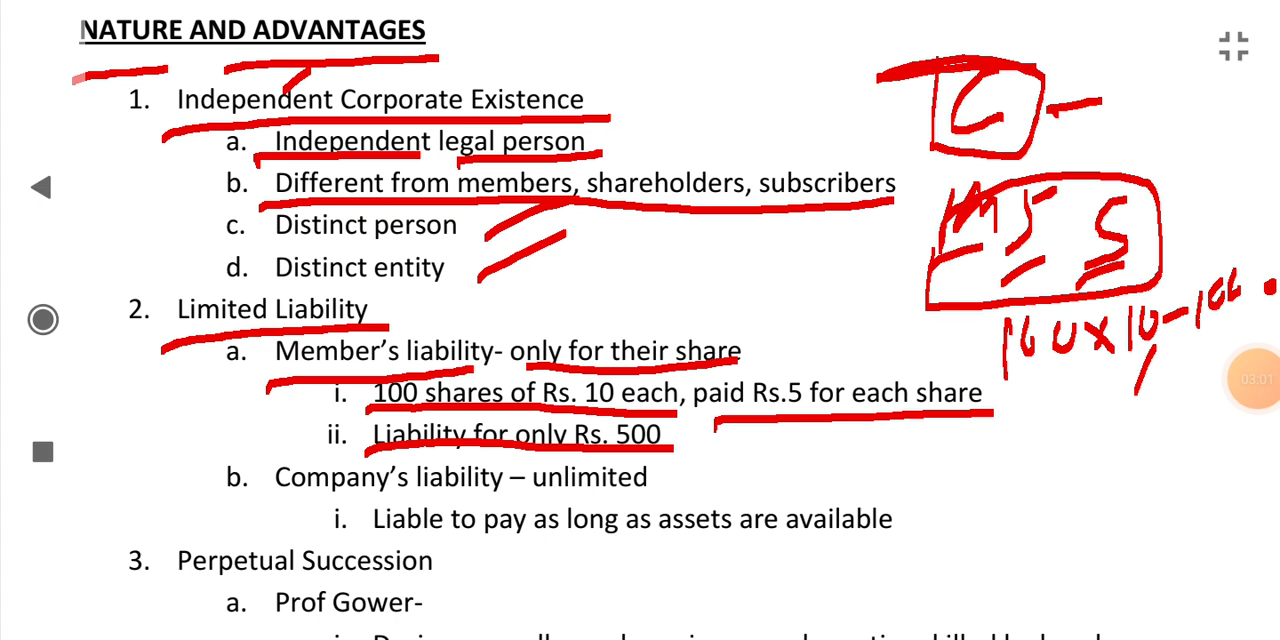 NATURE AND ADVANTAGES
1. Independent Corporate Existence
a. Independent legal person
b. Different from members, shareholders, subscribers
c. Distinct person
d. Distinct entity
2. Limited Liability
a. Member's liability- only for their share
i. 100 shares of Rs. 10 each, paid Rs.5 for each share
ii. Liability for only Rs. 500
b. Company's liability – unlimited
i. Liable to pay as long as assets are available
3. Perpetual Succession
a. Prof Gower-
C
M S S
03:01